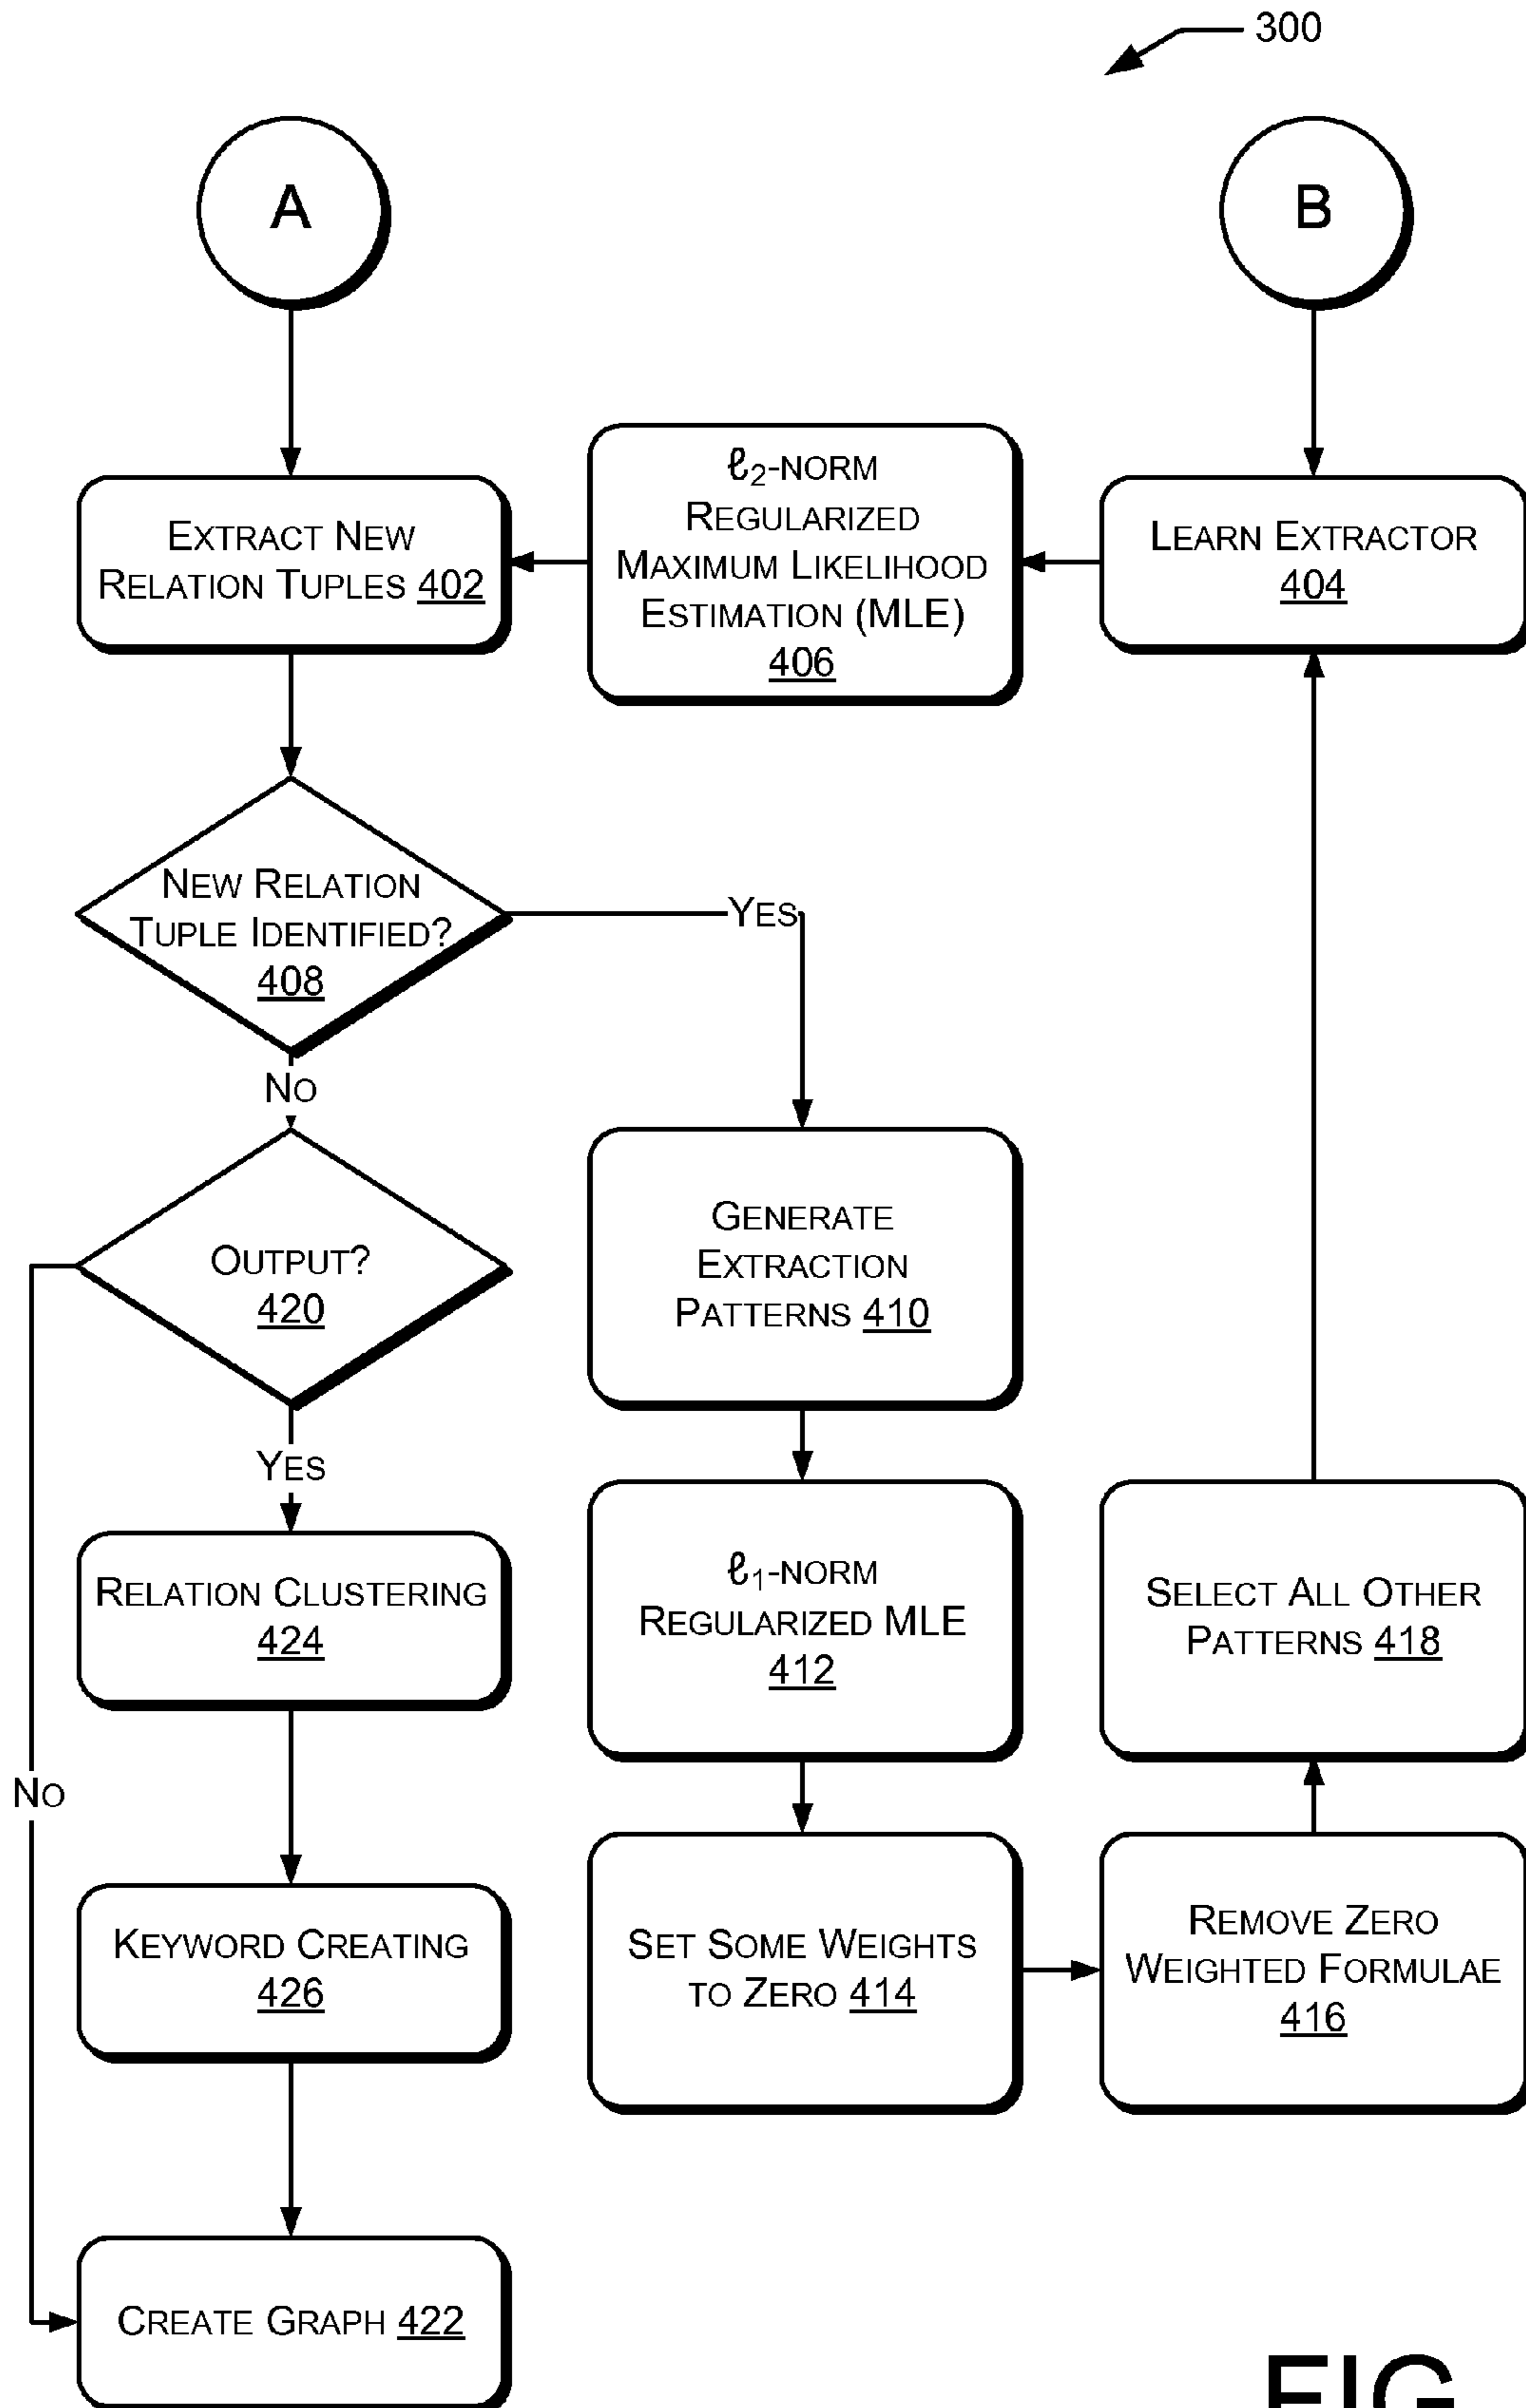 300
A
B
EXTRACT NEW
RELATION TUPLES 402
ℓ2-NORM
REGULARIZED
MAXIMUM LIKELIHOOD
ESTIMATION (MLE)
406
LEARN EXTRACTOR
404
NEW RELATION
TUPLE IDENTIFIED?
408
YES
NO
GENERATE
EXTRACTION
PATTERNS 410
OUTPUT?
420
YES
NO
RELATION CLUSTERING
424
ℓ1-NORM
REGULARIZED MLE
412
SELECT ALL OTHER
PATTERNS 418
KEYWORD CREATING
426
SET SOME WEIGHTS
TO ZERO 414
REMOVE ZERO
WEIGHTED FORMULAE
416
CREATE GRAPH 422
FIG